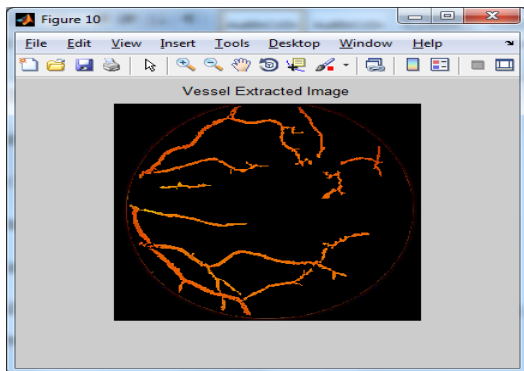 Figure 10
File Edit View Insert Tools Desktop Window Help
Vessel Extracted Image